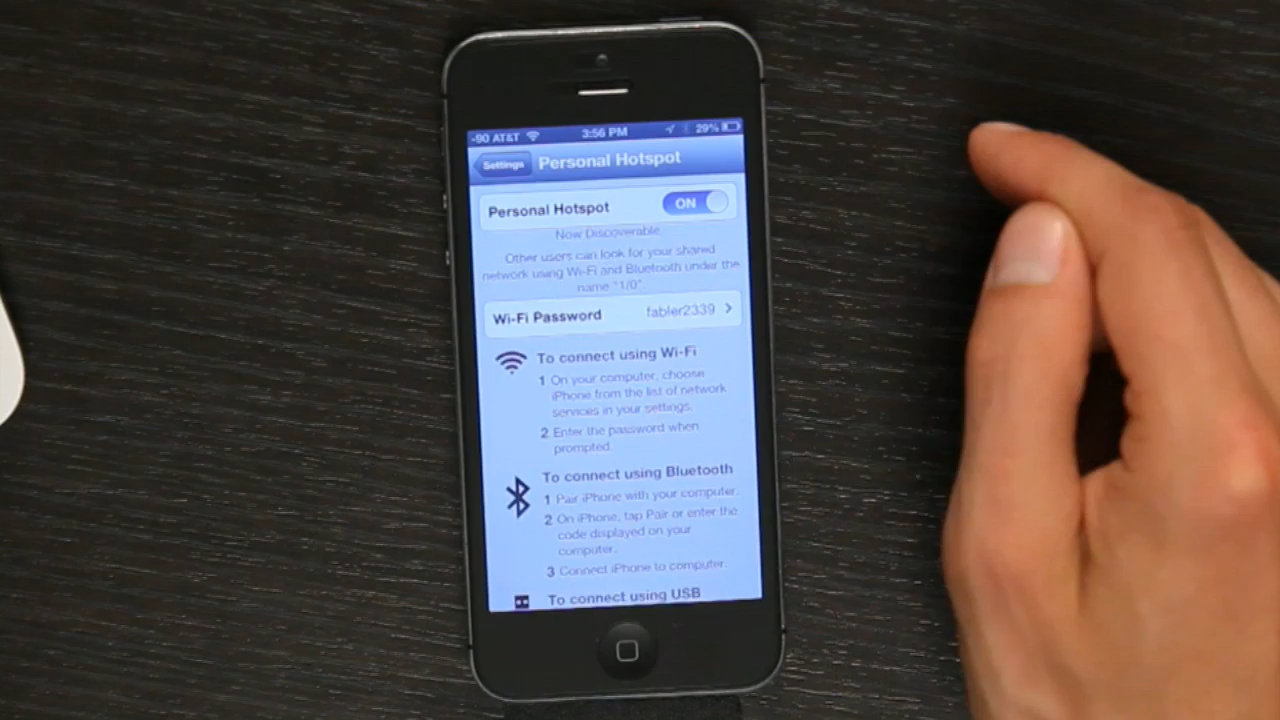 -90 AT&T 3:56 PM 29%
Settings Personal Hotspot
Personal Hotspot ON
Now Discoverable.
Other users can look for your shared
network using Wi-Fi and Bluetooth under the
name "1/0".
Wi-Fi Password fabler2339
To connect using Wi-Fi
1 On your computer, choose
iPhone from the list of network
services in your settings.
2 Enter the password when
prompted.
To connect using Bluetooth
1 Pair iPhone with your computer.
2 On iPhone, tap Pair or enter the
code displayed on your
computer.
3 Connect iPhone to computer.
To connect using USB